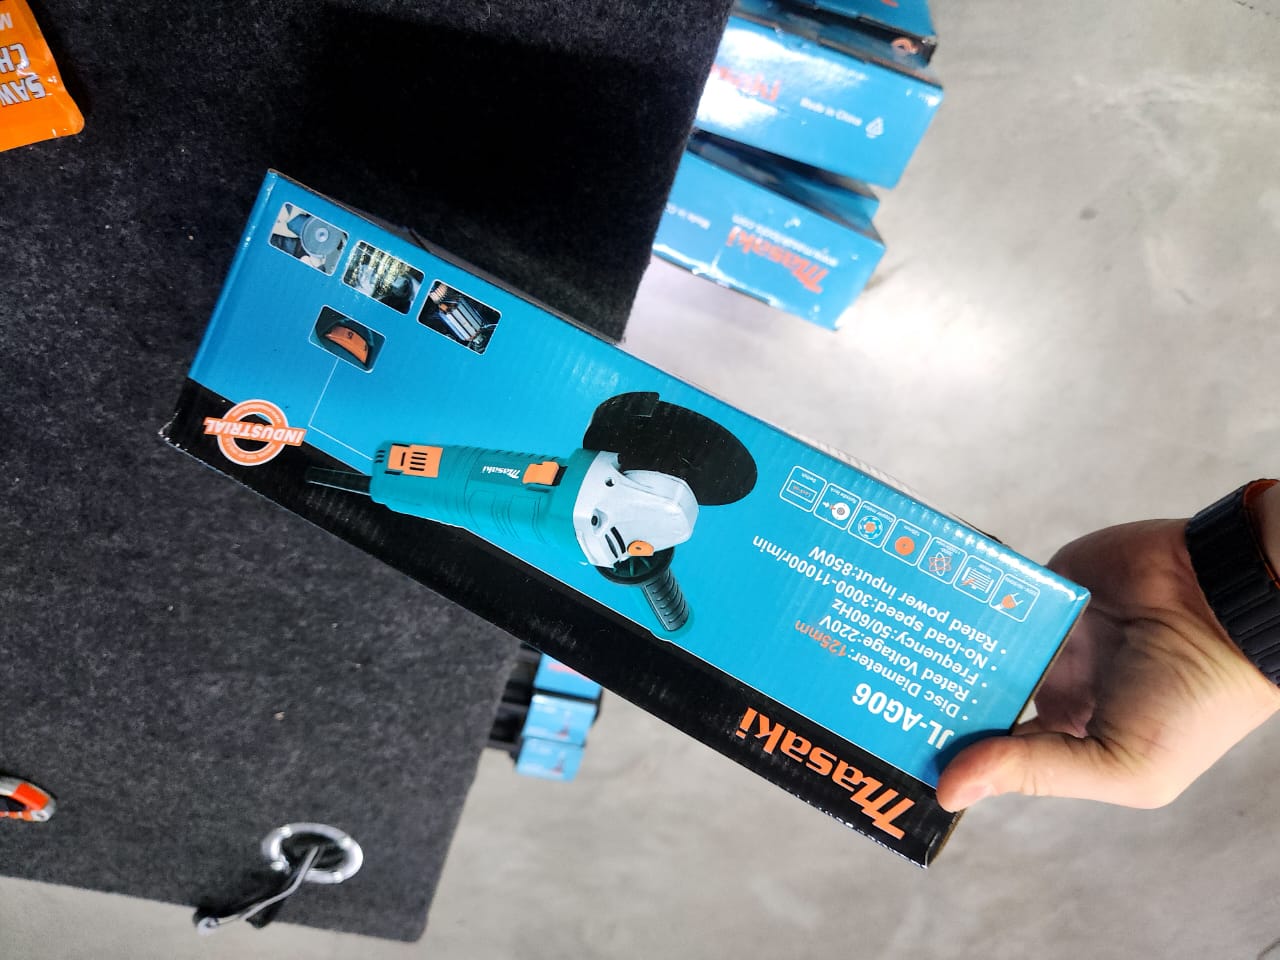 Masaki
JL-AG06
• Disc Diameter:125mm
• Rated Voltage:220V
• Frequency:50/60Hz
• No-load speed:3000-11000r/min
• Rated power input:850W
Masaki
INDUSTRIAL
Masaki
Made in China
SAW